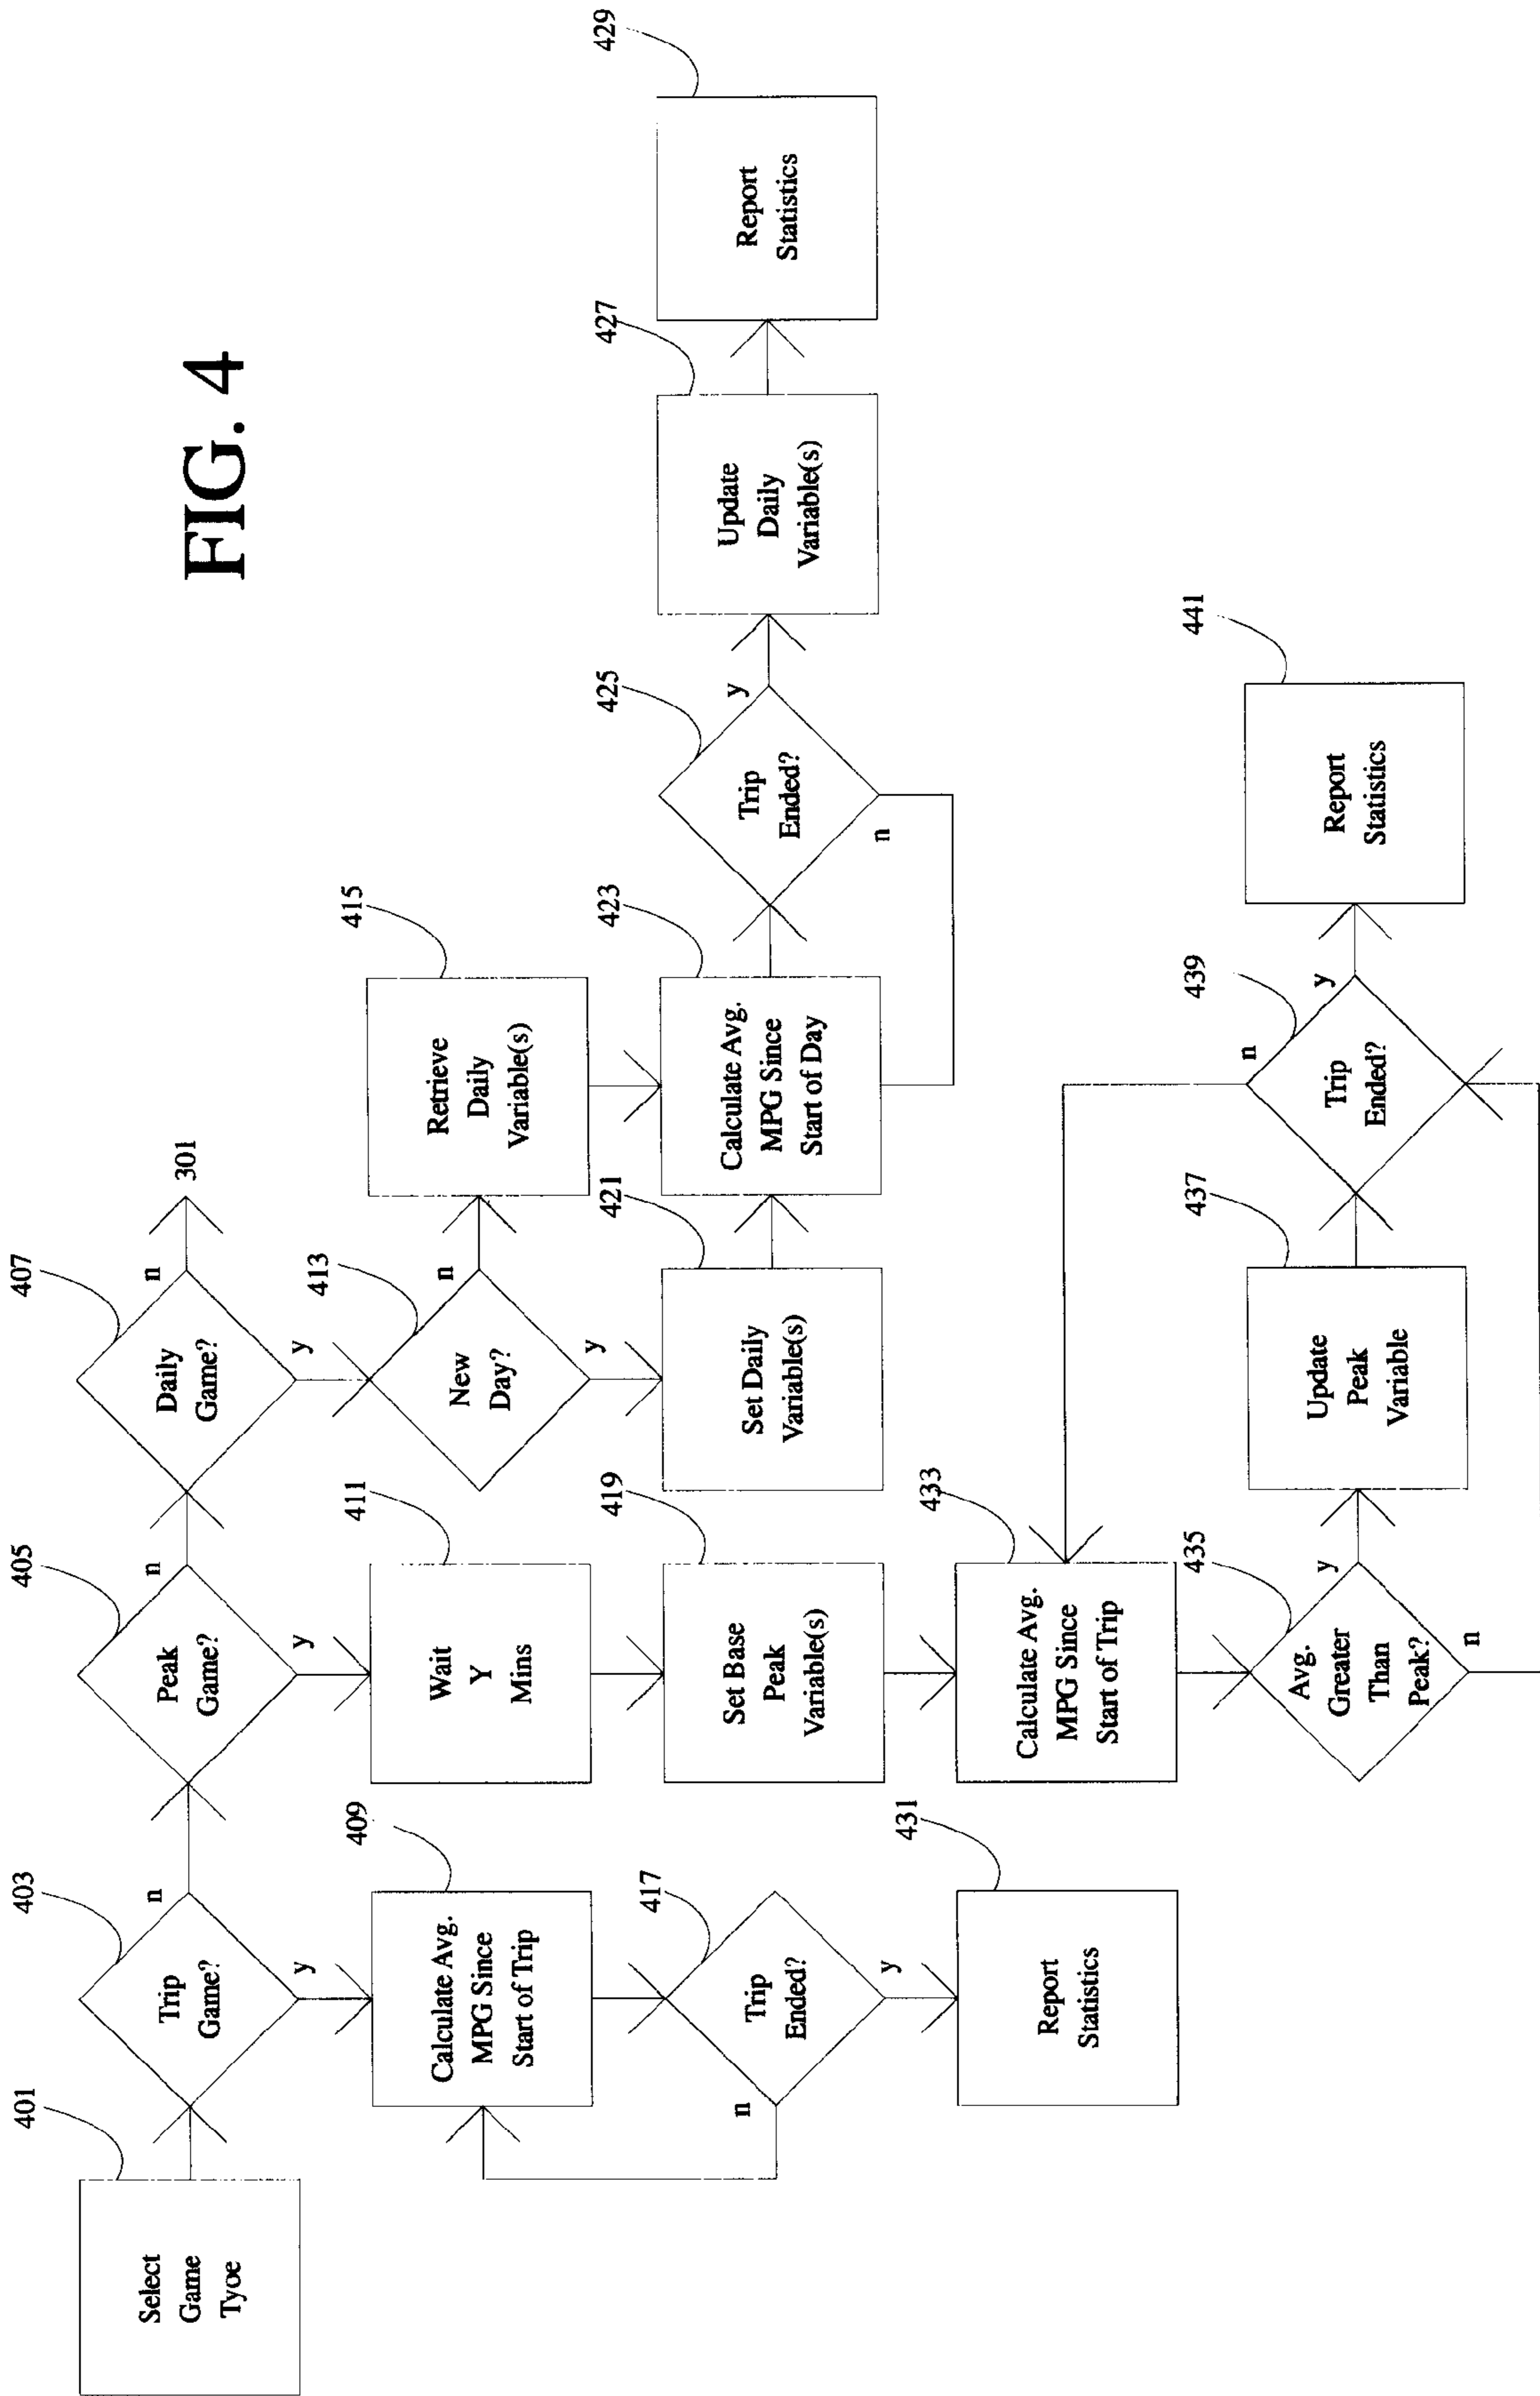 FIG. 4
401
Select
Game
Tyoe
403
Trip
Game?
n
y
405
Peak
Game?
n
y
407
Daily
Game?
n
y
301
409
Calculate Avg.
MPG Since
Start of Trip
411
Wait
Y
Mins
413
New
Day?
n
y
415
Retrieve
Daily
Variable(s)
417
Trip
Ended?
n
y
419
Set Base
Peak
Variable(s)
421
Set Daily
Variable(s)
423
Calculate Avg.
MPG Since
Start of Day
425
Trip
Ended?
y
n
427
Update
Daily
Variable(s)
429
Report
Statistics
431
Report
Statistics
433
Calculate Avg.
MPG Since
Start of Trip
435
Avg.
Greater
Than
Peak?
y
n
437
Update
Peak
Variable
439
Trip
Ended?
n
y
441
Report
Statistics